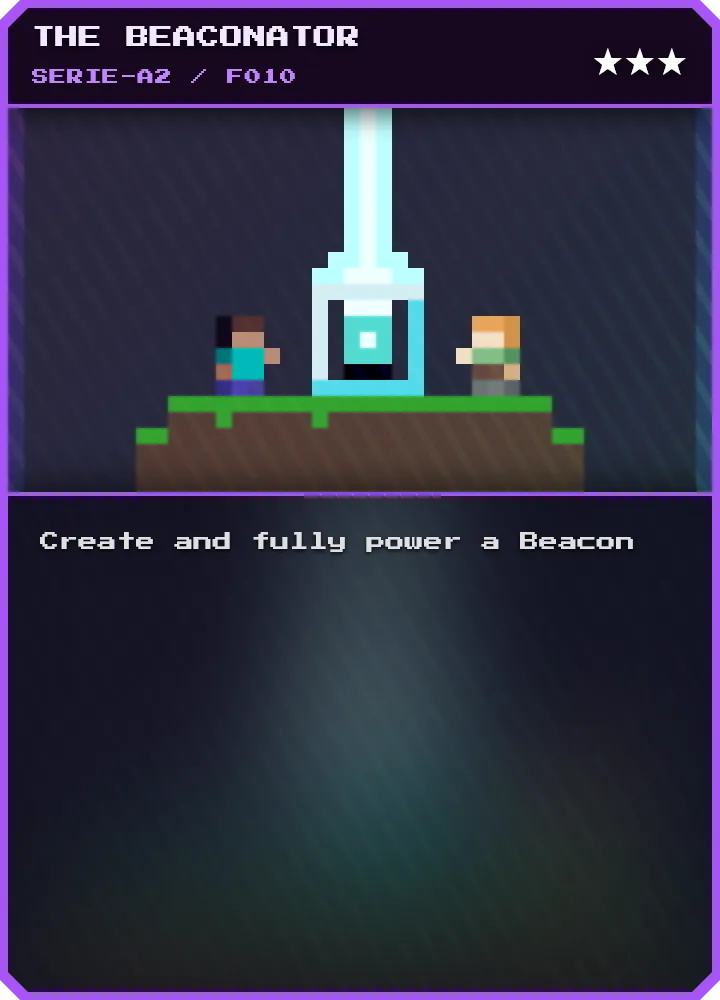 THE BEACONATOR
SERIE-A2 / F010
★★★
Create and fully power a Beacon